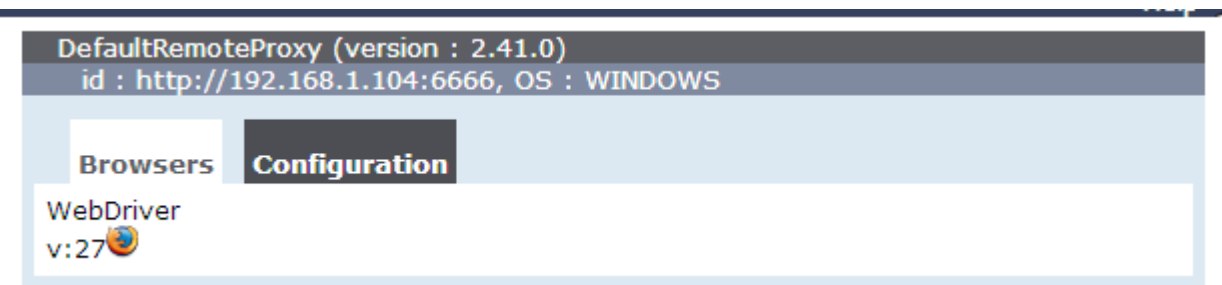 DefaultRemoteProxy (version : 2.41.0)
id : http://192.168.1.104:6666, OS : WINDOWS
Browsers Configuration
WebDriver
v:27